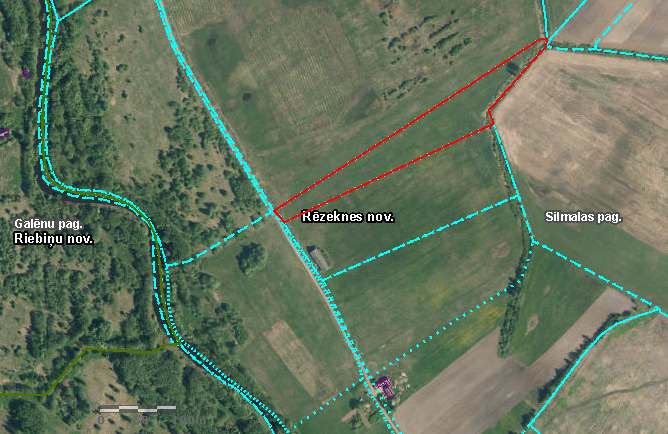 Galēnu pag.
Riebiņu nov.
Rēzeknes nov.
Silmalas pag.